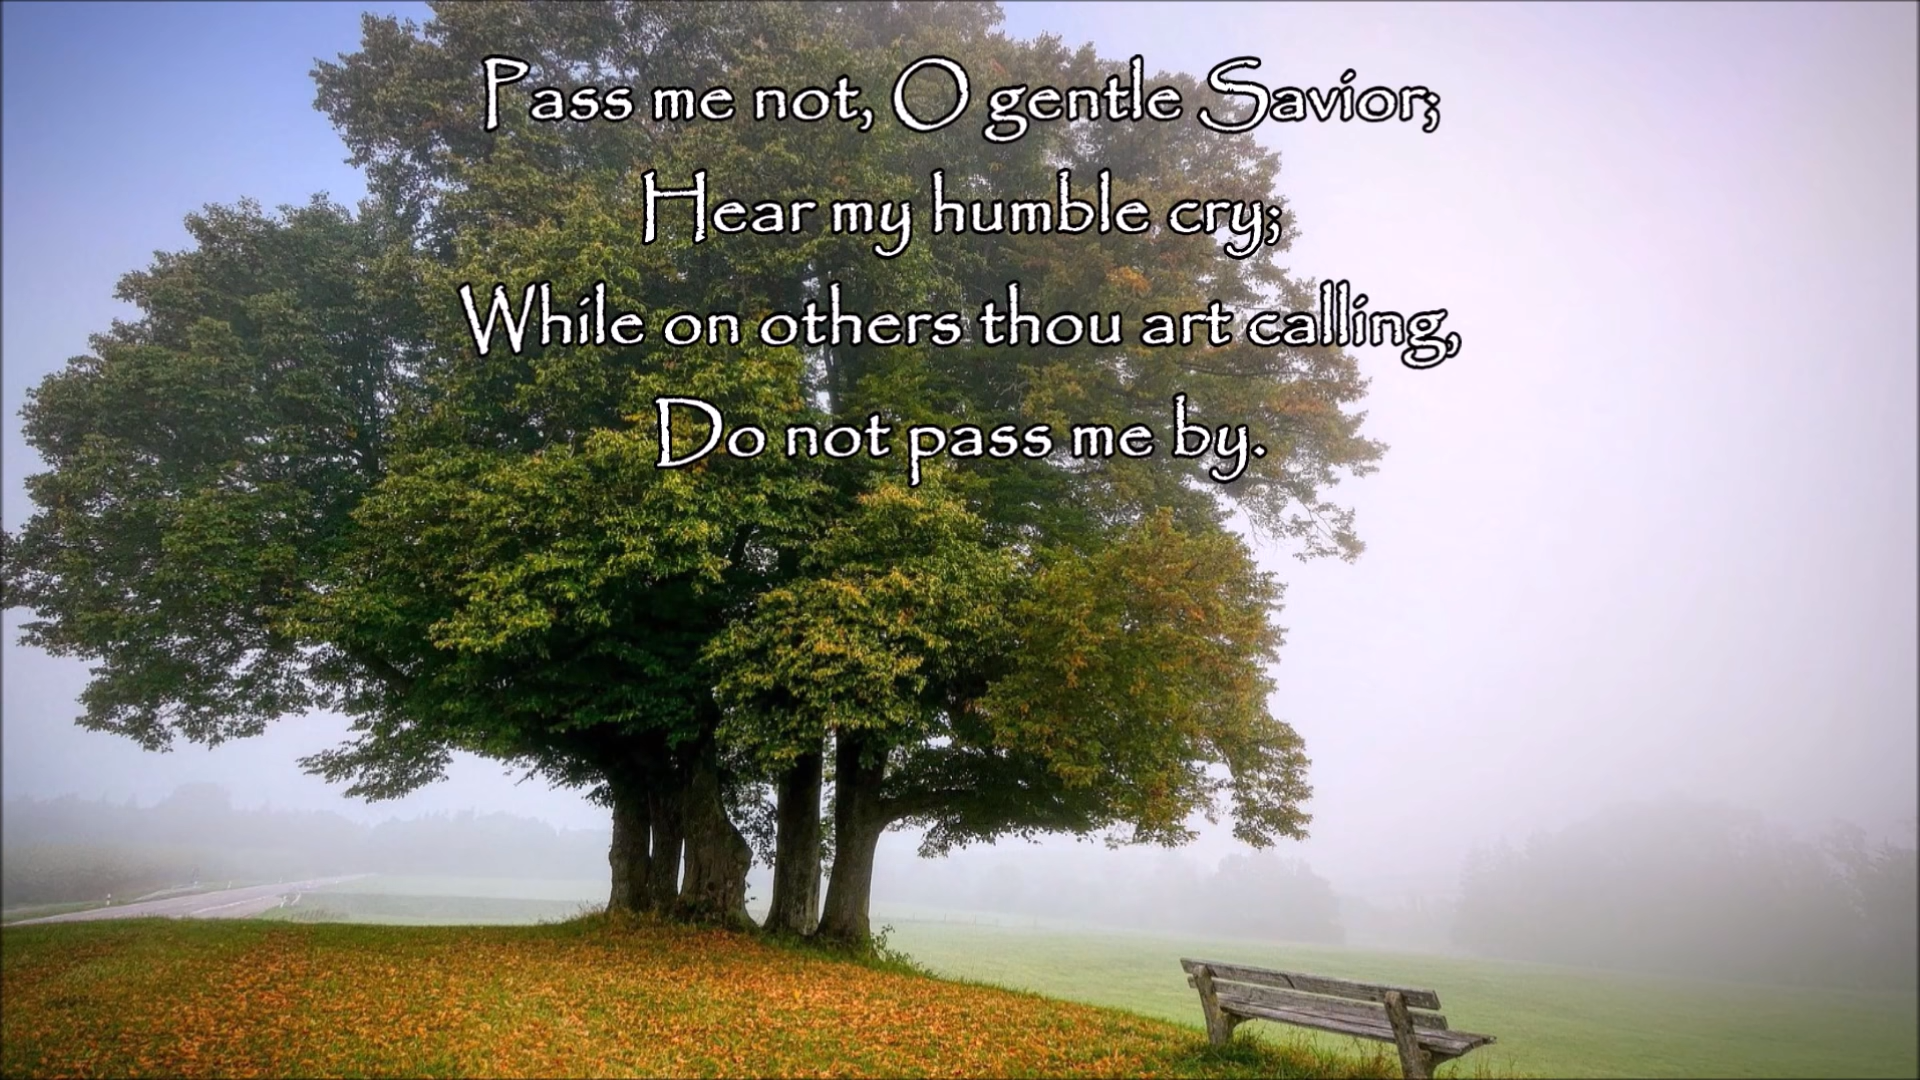 Pass me not, O gentle Savior;
Hear my humble cry;
While on others thou art calling,
Do not pass me by.